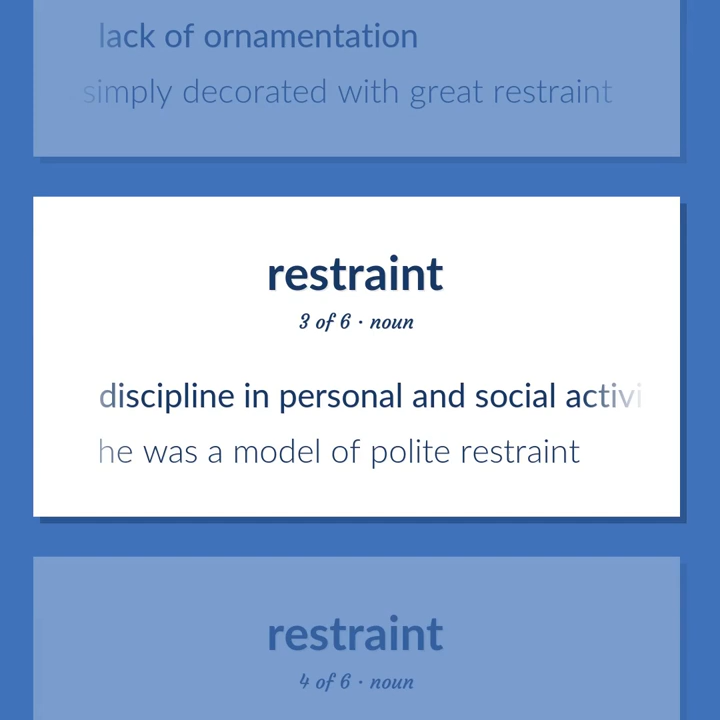 lack of ornamentation
simply decorated with great restraint
restraint
3 of 6 · noun
discipline in personal and social activi
he was a model of polite restraint
restraint
4 of 6 · noun